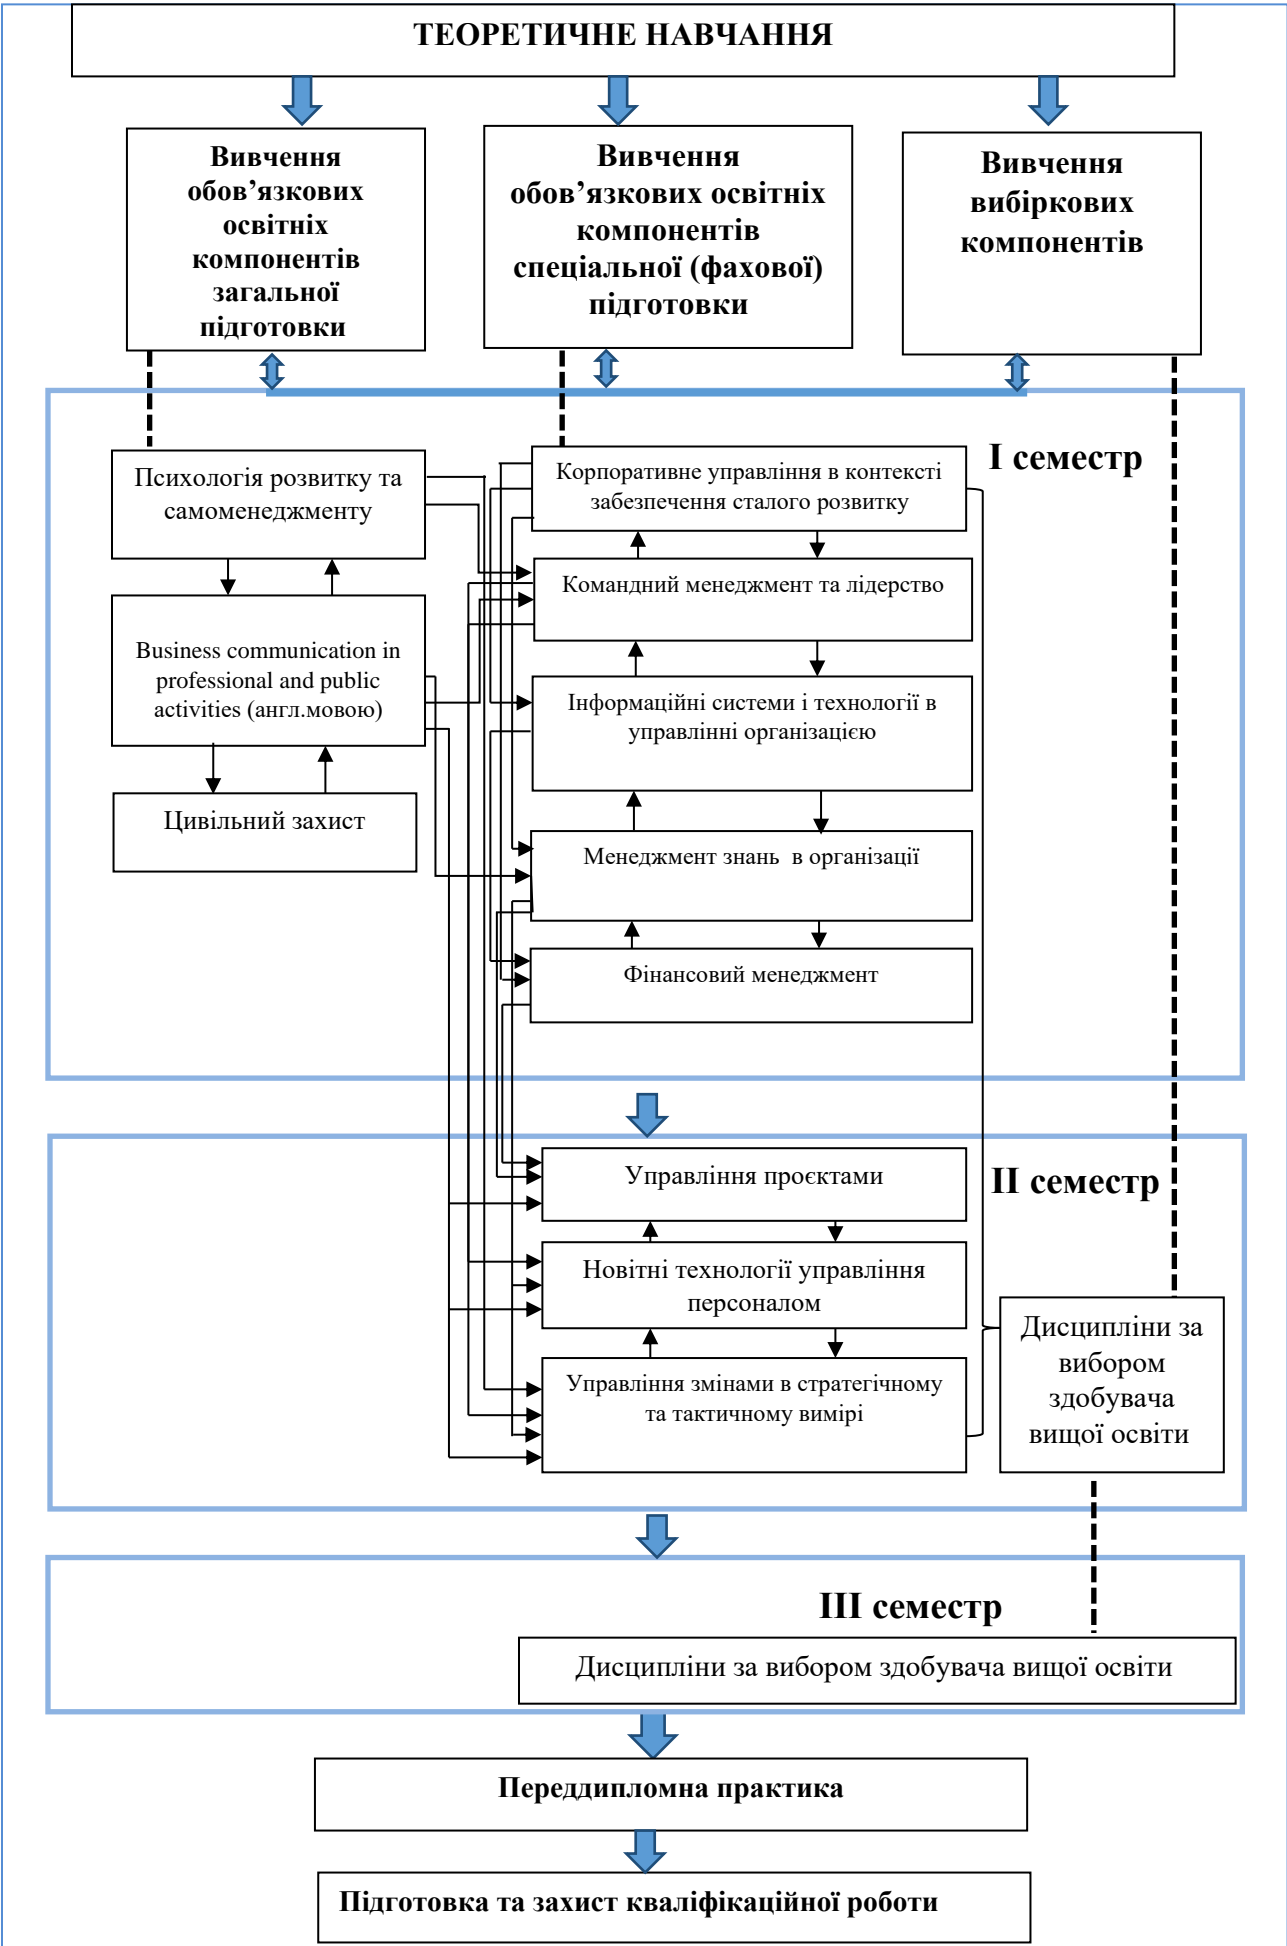 ТЕОРЕТИЧНЕ НАВЧАННЯ
Вивчення
обов’язкових
освітніх
компонентів
загальної
підготовки
Вивчення
обов’язкових освітніх
компонентів
спеціальної (фахової)
підготовки
Вивчення
вибіркових
компонентів
I семестр
Психологія розвитку та
самоменеджменту
Business communication in
professional and public
activities (англ.мовою)
Цивільний захист
Корпоративне управління в контексті
забезпечення сталого розвитку
Командний менеджмент та лідерство
Інформаційні системи і технології в
управлінні організацією
Менеджмент знань в організації
Фінансовий менеджмент
II семестр
Управління проєктами
Новітні технології управління
персоналом
Управління змінами в стратегічному
та тактичному вимірі
Дисципліни за
вибором
здобувача
вищої освіти
III семестр
Дисципліни за вибором здобувача вищої освіти
Переддипломна практика
Підготовка та захист кваліфікаційної роботи